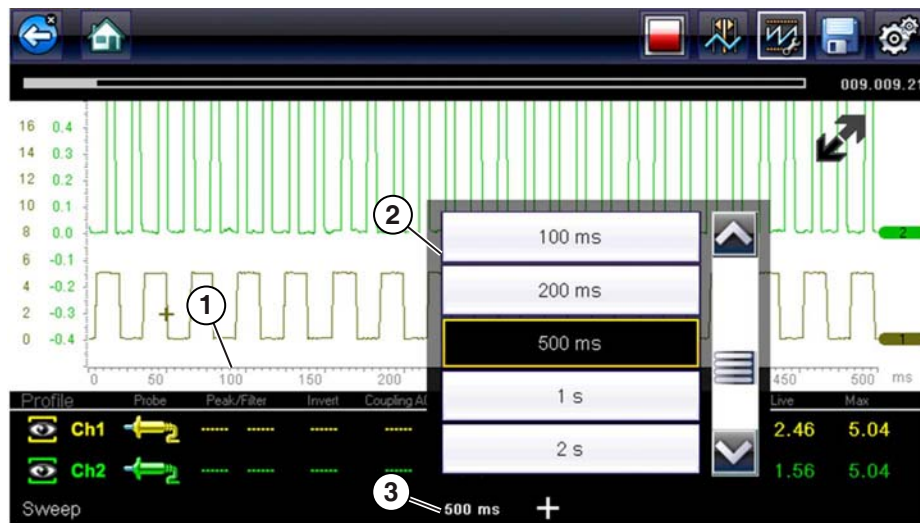 009.009.21
16 0.4
14 0.3
12 0.2
10 0.1
8 0.0
6 -0.1
4 -0.2
2 -0.3
0 -0.4
2
1
1
2
3
100 ms
200 ms
500 ms
1 s
2 s
0 50 100 150 200 450 500 ms
Profile Probe Peak/Filter Invert Coupling AC Live Max
Ch1 ------ ------ ------ ------ 2.46 5.04
Ch2 ------ ------ ------ ------ 1.56 5.04
Sweep 500 ms +